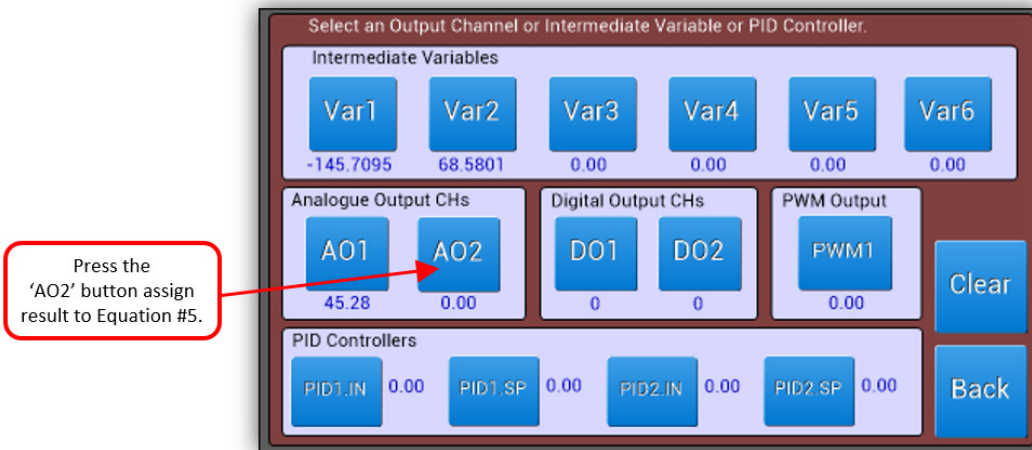 Select an Output Channel or Intermediate Variable or PID Controller.
Intermediate Variables
Var1 Var2 Var3 Var4 Var5 Var6
-145.7095 68.5801 0.00 0.00 0.00 0.00
Analogue Output CHs Digital Output CHs PWM Output
AO1 AO2 DO1 DO2 PWM1
45.28 0.00 0 0 0.00
Clear
Press the
‘AO2’ button assign
result to Equation #5.
PID Controllers
PID1.IN 0.00 PID1.SP 0.00 PID2.IN 0.00 PID2.SP 0.00
Back